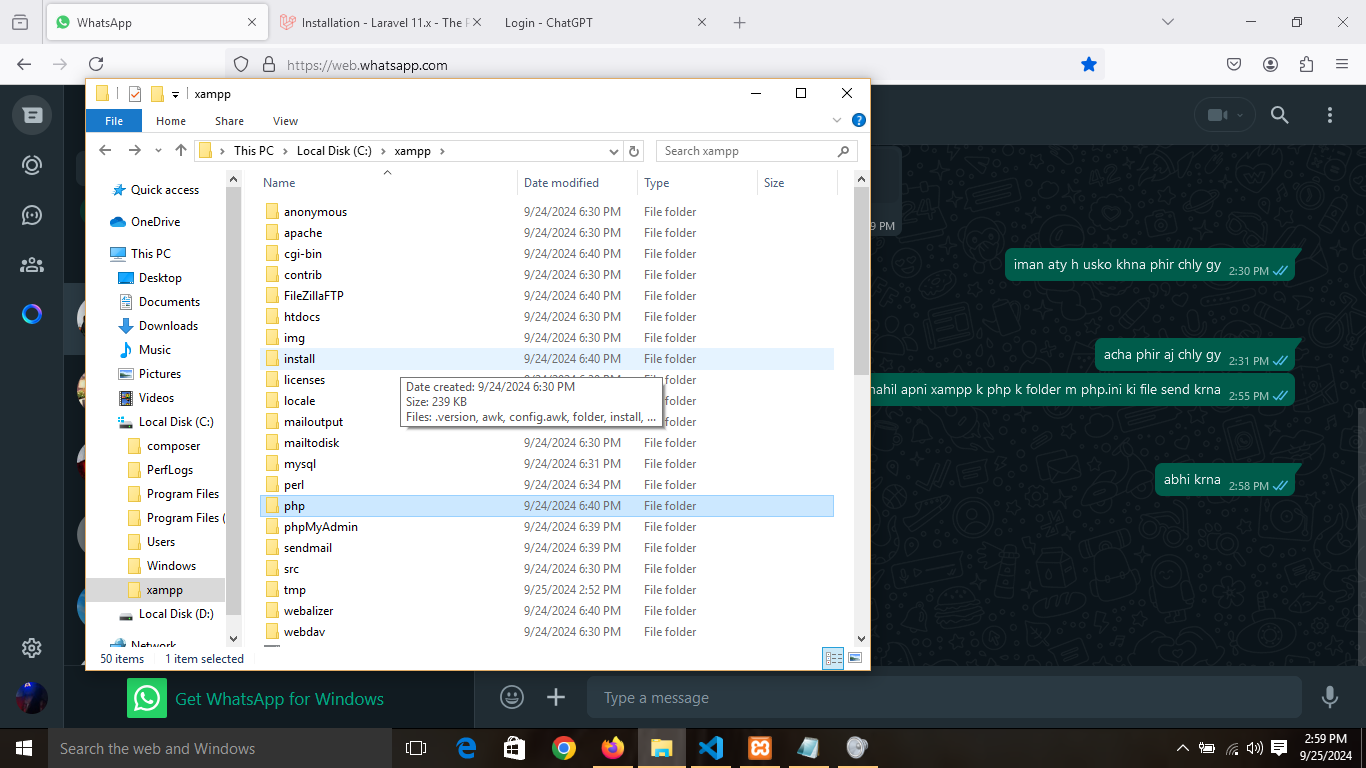 WhatsApp
Installation - Laravel 11.x - The
Login - ChatGPT
https://web.whatsapp.com
xampp
File Home Share View
This PC > Local Disk (C:) > xampp >
Search xampp
Quick access
OneDrive
This PC
Desktop
Documents
Downloads
Music
Pictures
Videos
Local Disk (C:)
composer
PerfLogs
Program Files
Program Files (
Users
Windows
xampp
Local Disk (D:)
Network
Name Date modified Type Size
anonymous 9/24/2024 6:30 PM File folder
apache 9/24/2024 6:30 PM File folder
cgi-bin 9/24/2024 6:40 PM File folder
contrib 9/24/2024 6:30 PM File folder
FileZillaFTP 9/24/2024 6:40 PM File folder
htdocs 9/24/2024 6:30 PM File folder
img 9/24/2024 6:30 PM File folder
install 9/24/2024 6:40 PM File folder
licenses
locale
mailoutput
mailtodisk 9/24/2024 6:30 PM File folder
mysql 9/24/2024 6:31 PM File folder
perl 9/24/2024 6:34 PM File folder
php 9/24/2024 6:40 PM File folder
phpMyAdmin 9/24/2024 6:39 PM File folder
sendmail 9/24/2024 6:39 PM File folder
src 9/24/2024 6:30 PM File folder
tmp 9/25/2024 2:52 PM File folder
webalizer 9/24/2024 6:40 PM File folder
webdav 9/24/2024 6:30 PM File folder
Date created: 9/24/2024 6:30 PM
Size: 239 KB
Files: .version, awk, config.awk, folder, install, ...
50 items 1 item selected
9 PM
iman aty h usko khna phir chly gy 2:30 PM
acha phir aj chly gy 2:31 PM
nahil apni xampp k php k folder m php.ini ki file send krna 2:55 PM
abhi krna 2:58 PM
Get WhatsApp for Windows
Type a message
Search the web and Windows
2:59 PM
9/25/2024